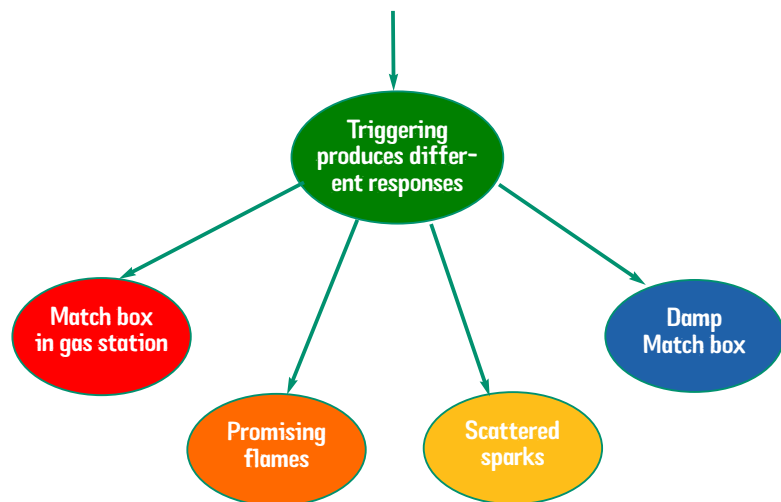 Triggering
produces differ-
ent responses
Match box
in gas station
Damp
Match box
Promising
flames
Scattered
sparks